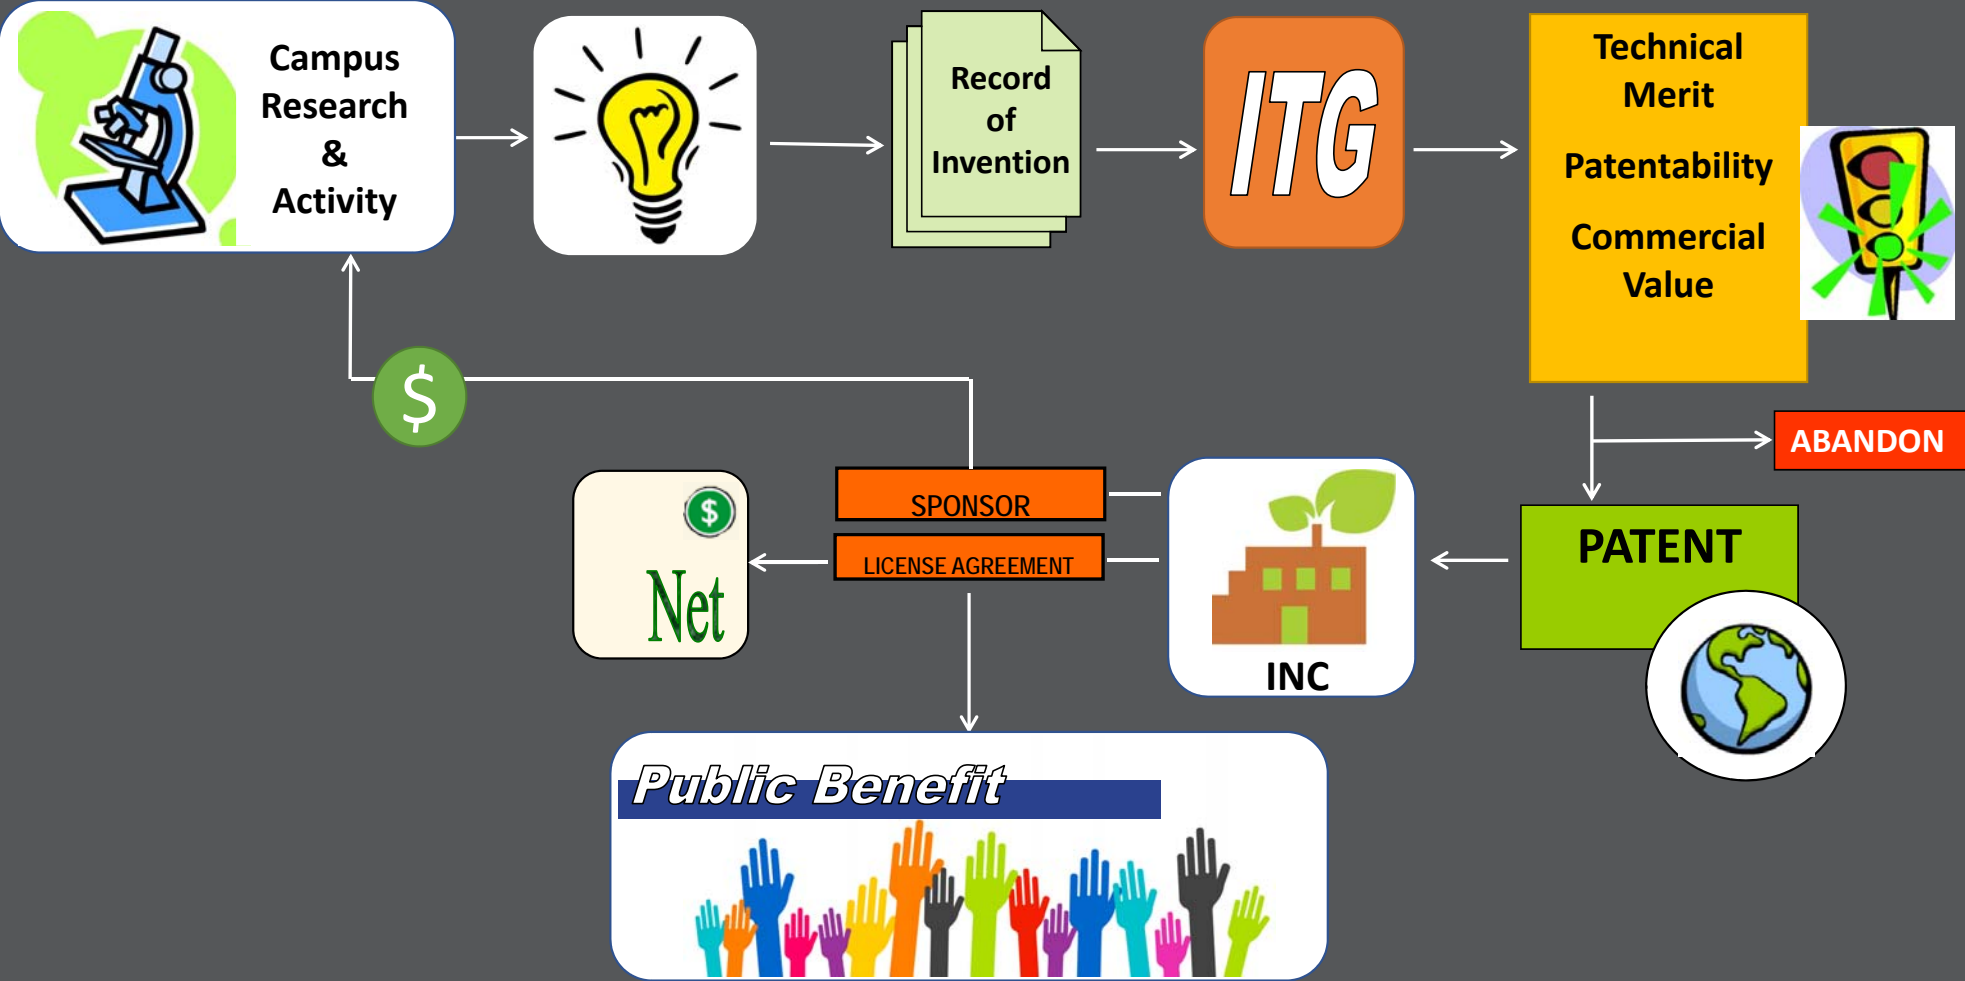 Campus
Research
&
Activity
Record
of
Invention
ITG
Technical
Merit
Patentability
Commercial
Value
$
ABANDON
SPONSOR
LICENSE AGREEMENT
$
Net
INC
PATENT
Public Benefit